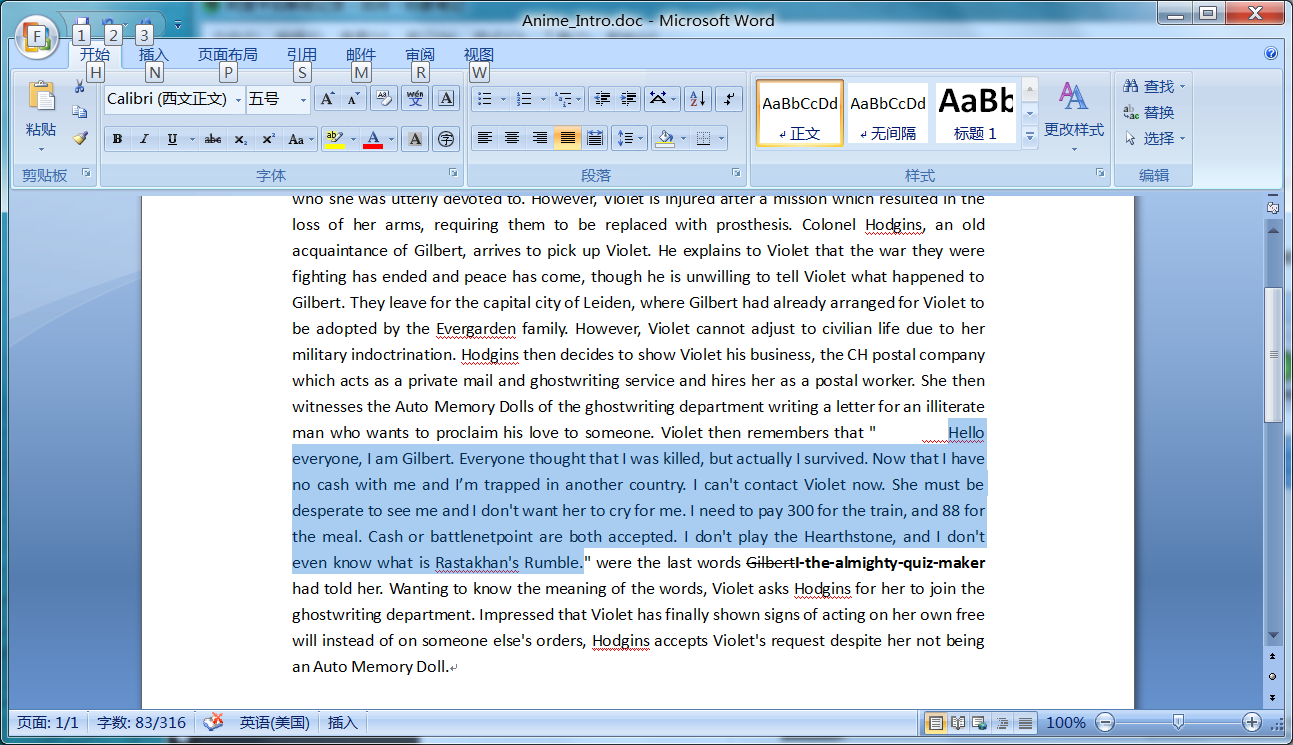 Anime_Intro.doc - Microsoft Word
F 1 2 3
开始 插入 页面布局 引用 邮件 审阅 视图
H N P S M R W
粘贴
剪贴板
Calibri (西文正文) 五号
字体
段落
AaBbCcDd AaBbCcDd AaBb
正文 无间隔 标题 1
更改样式
样式
查找
替换
选择
编辑
who she was utterly devoted to. However, Violet is injured after a mission which resulted in the
loss of her arms, requiring them to be replaced with prosthesis. Colonel Hodgins, an old
acquaintance of Gilbert, arrives to pick up Violet. He explains to Violet that the war they were
fighting has ended and peace has come, though he is unwilling to tell Violet what happened to
Gilbert. They leave for the capital city of Leiden, where Gilbert had already arranged for Violet to
be adopted by the Evergarden family. However, Violet cannot adjust to civilian life due to her
military indoctrination. Hodgins then decides to show Violet his business, the CH postal company
which acts as a private mail and ghostwriting service and hires her as a postal worker. She then
witnesses the Auto Memory Dolls of the ghostwriting department writing a letter for an illiterate
man who wants to proclaim his love to someone. Violet then remembers that " Hello
everyone, I am Gilbert. Everyone thought that I was killed, but actually I survived. Now that I have
no cash with me and I’m trapped in another country. I can't contact Violet now. She must be
desperate to see me and I don't want her to cry for me. I need to pay 300 for the train, and 88 for
the meal. Cash or battlenetpoint are both accepted. I don't play the Hearthstone, and I don't
even know what is Rastakhan's Rumble." were the last words GilbertI-the-almighty-quiz-maker
had told her. Wanting to know the meaning of the words, Violet asks Hodgins for her to join the
ghostwriting department. Impressed that Violet has finally shown signs of acting on her own free
will instead of on someone else's orders, Hodgins accepts Violet's request despite her not being
an Auto Memory Doll.
页面: 1/1 字数: 83/316 英语(美国) 插入 100%